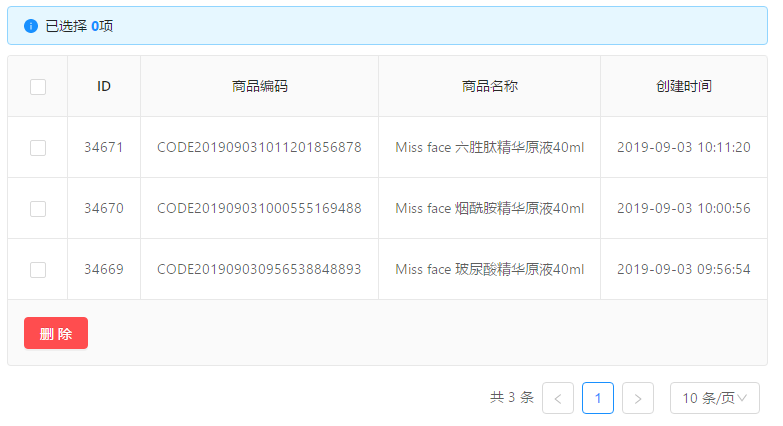 已选择 0项
ID 商品编码 商品名称 创建时间
34671 CODE201909031011201856878 Miss face 六胜肽精华原液40ml 2019-09-03 10:11:20
34670 CODE201909031000555169488 Miss face 烟酰胺精华原液40ml 2019-09-03 10:00:56
34669 CODE201909030956538848893 Miss face 玻尿酸精华原液40ml 2019-09-03 09:56:54
删 除
共 3 条 1 10 条/页